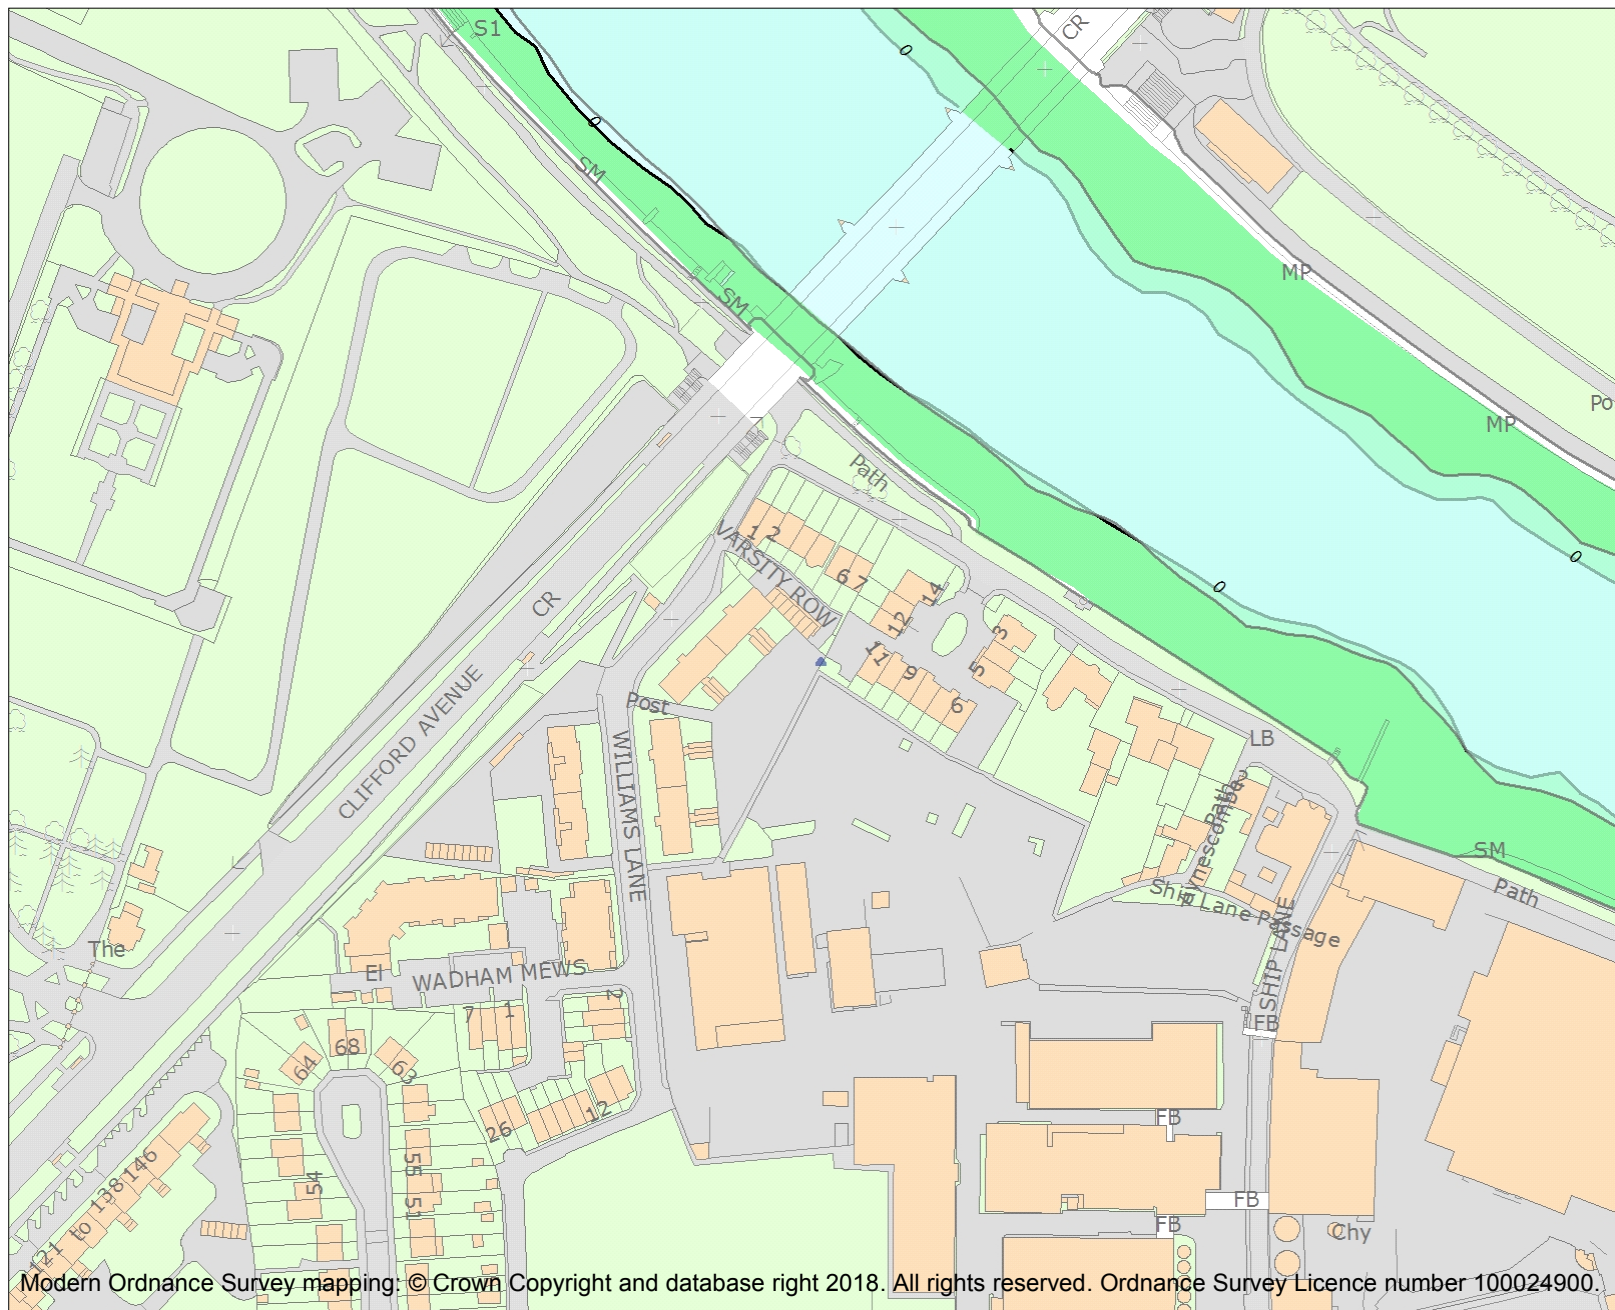 S1
CR
0
0
SM
SM
MP
MP
Po
Path
1
2
VARSITY ROW
6
7
14
12
11
9
6
3
5
0
0
CR
CLIFFORD AVENUE
Post
WILLIAMS LANE
LB
2
Path
Ship Lane Passage
SHIP LANE
SM
Path
The
El
WADHAM MEWS
7
1
2
FB
64
68
63
26
12
FB
54
55
51
FB
FB
Chy
121 to 138
146
Modern Ordnance Survey mapping: © Crown Copyright and database right 2018. All rights reserved. Ordnance Survey Licence number 100024900.